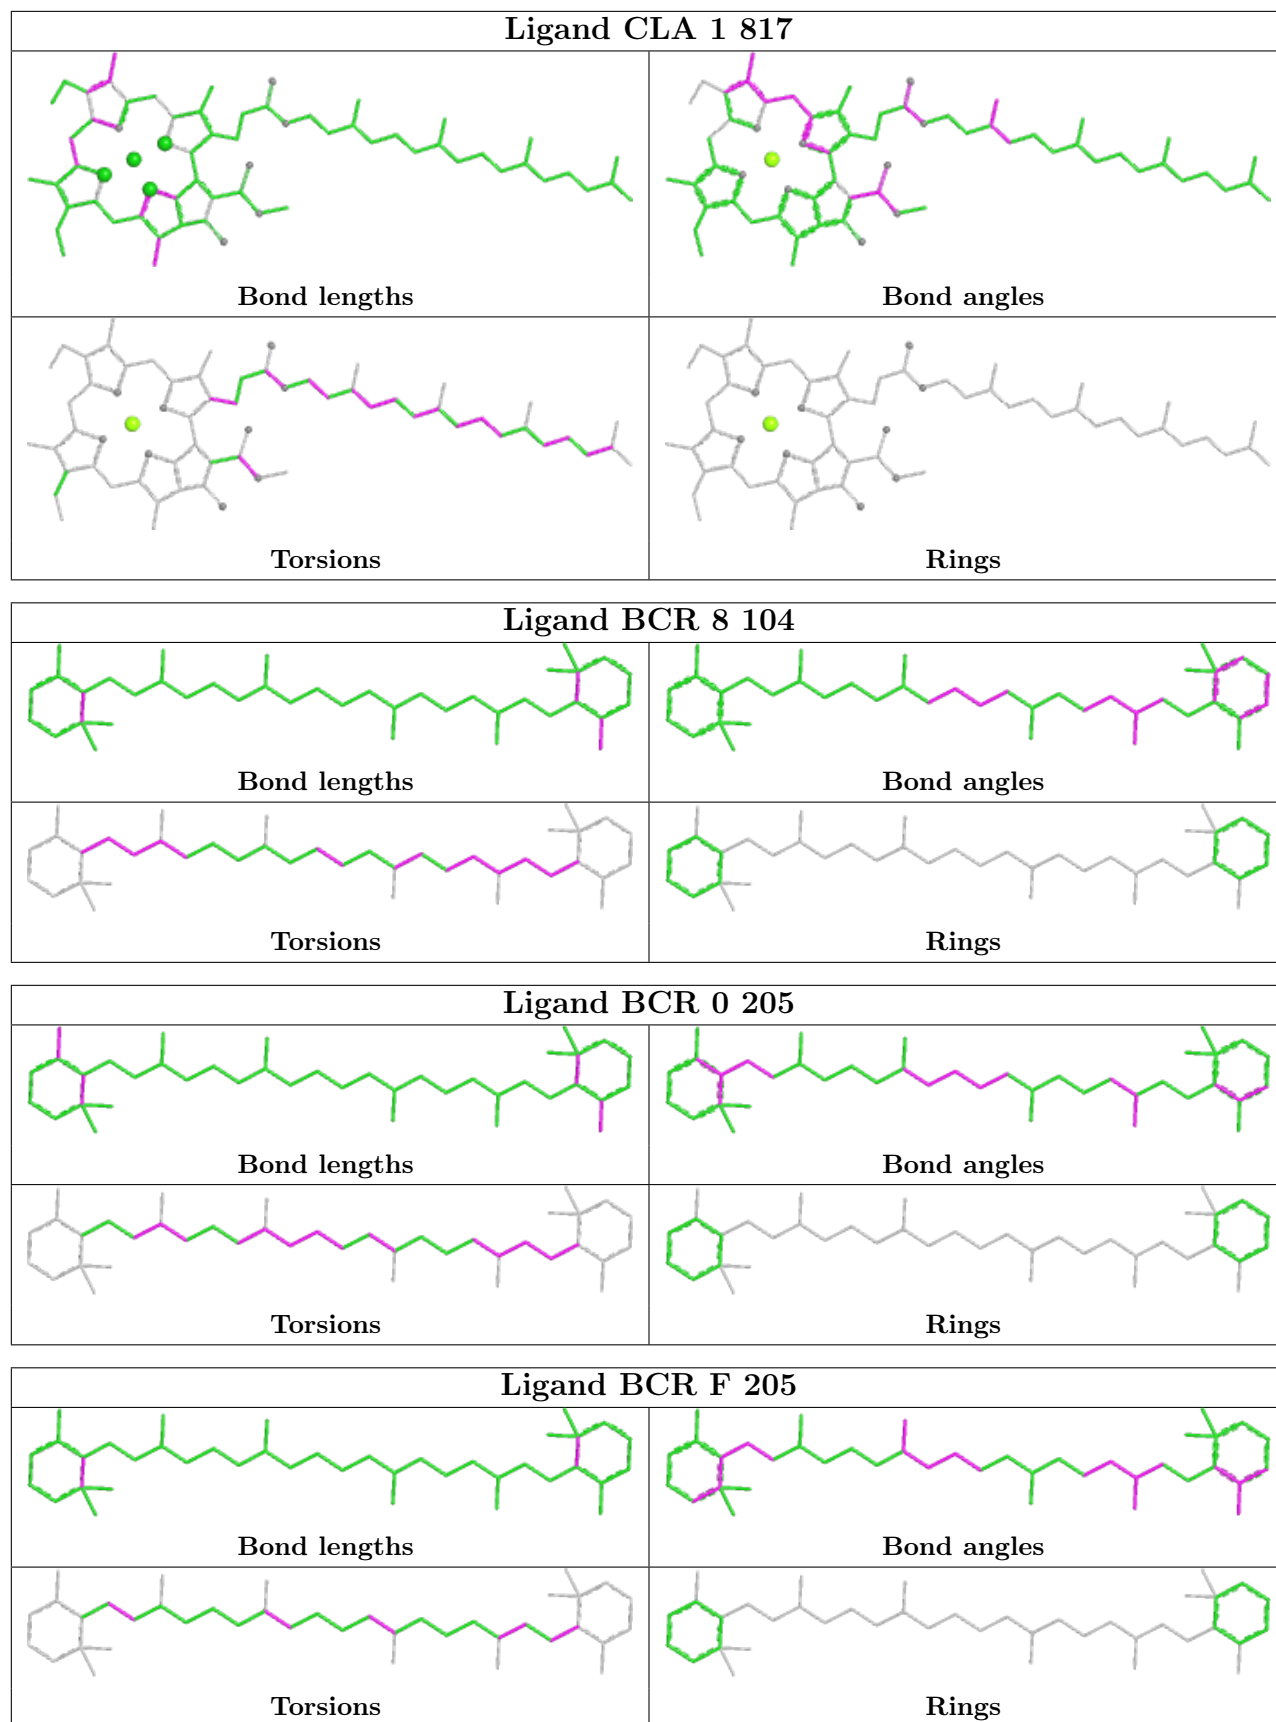 Ligand CLA 1 817
Bond lengths
Bond angles
Torsions
Rings
Ligand BCR 8 104
Bond lengths
Bond angles
Torsions
Rings
Ligand BCR 0 205
Bond lengths
Bond angles
Torsions
Rings
Ligand BCR F 205
Bond lengths
Bond angles
Torsions
Rings